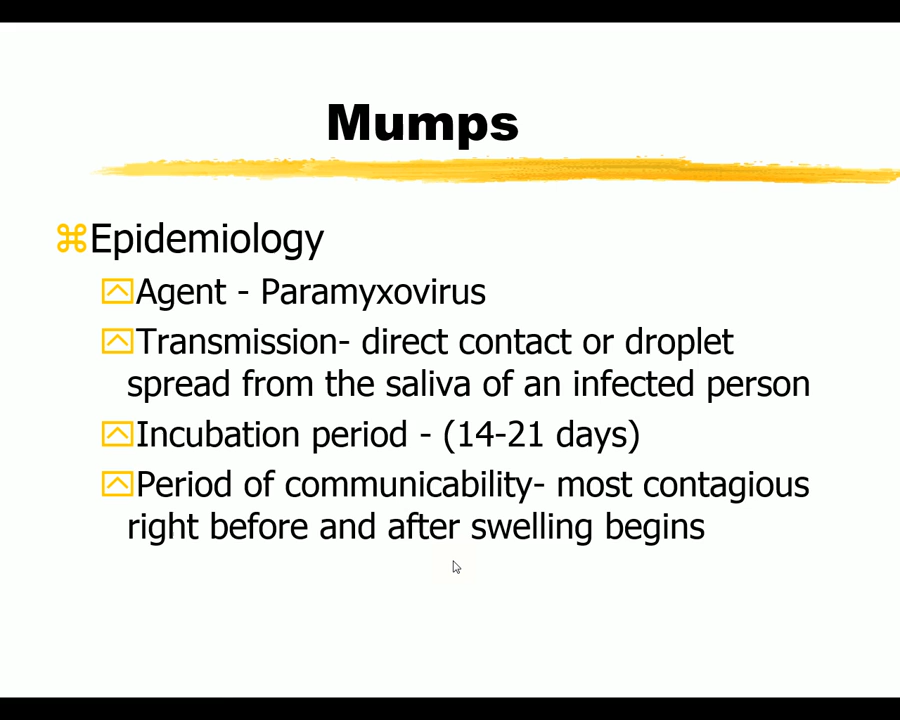 Mumps
Epidemiology
Agent - Paramyxovirus
Transmission- direct contact or droplet
spread from the saliva of an infected person
Incubation period - (14-21 days)
Period of communicability- most contagious
right before and after swelling begins